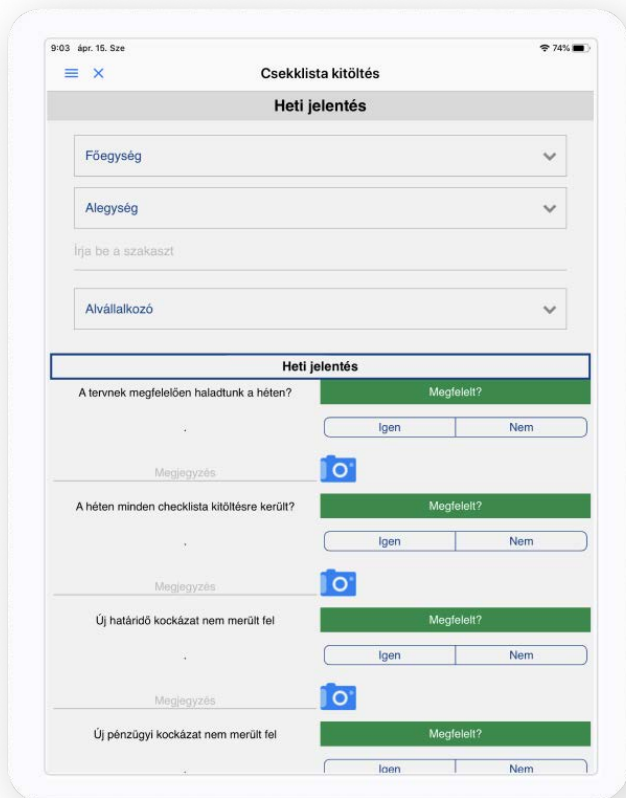 9:03 ápr. 15. Sze 74%
Csekklista kitöltés
Heti jelentés
Főegység
Alegység
Írja be a szakaszt
Alvállalkozó
Heti jelentés
A tervnek megfelelően haladtunk a héten? Megfelelt?
. Igen Nem
Megjegyzés
A héten minden checklista kitöltésre került? Megfelelt?
. Igen Nem
Megjegyzés
Új határidő kockázat nem merült fel Megfelelt?
. Igen Nem
Megjegyzés
Új pénzügyi kockázat nem merült fel Megfelelt?
. Igen Nem